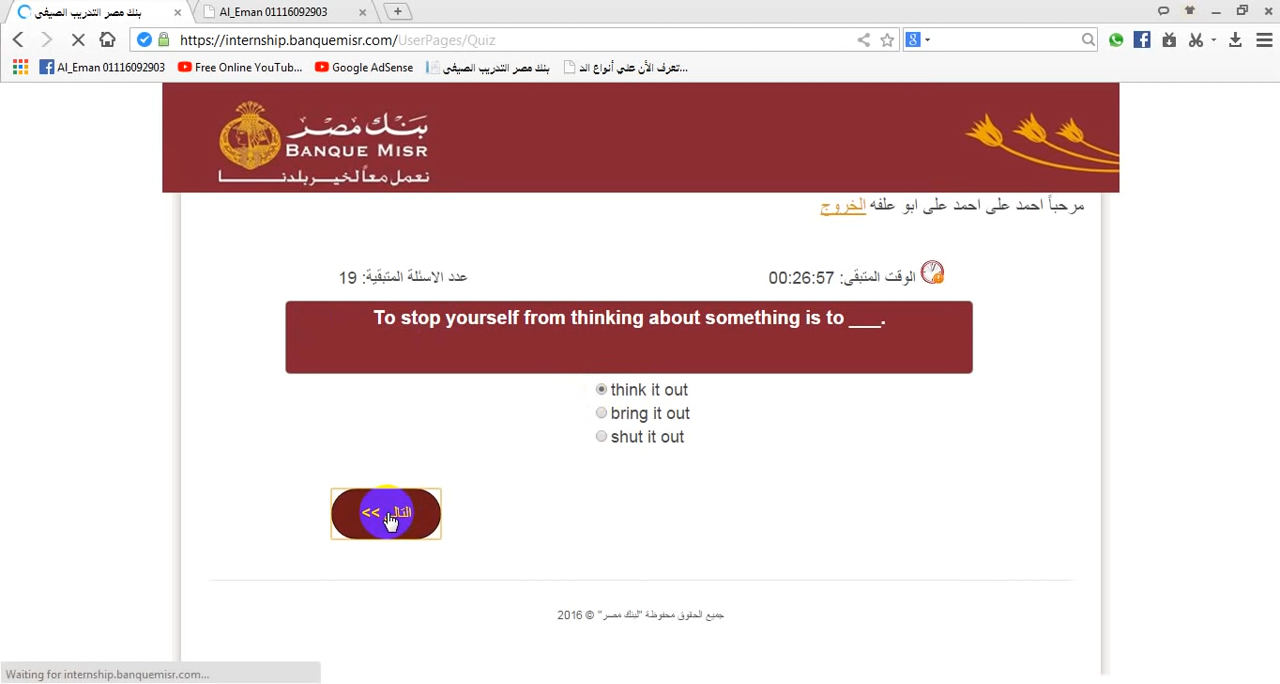 بنك مصر التدريب الصيفى
Al_Eman 01116092903
https://internship.banquemisr.com/UserPages/Quiz
Al_Eman 01116092903
Free Online YouTub...
Google AdSense
بنك مصر التدريب الصيفى
تعرف الأن علي أنواع الد...
بنك مصر
BANQUE MISR
نعمل معاً لخير بلدنا
مرحباً احمد على احمد على ابو علفه الخروج
الوقت المتبقى: 00:26:57
عدد الاسئلة المتبقية: 19
To stop yourself from thinking about something is to ___.
think it out
bring it out
shut it out
التالى >>
جميع الحقوق محفوظة "لبنك مصر" © 2016
Waiting for internship.banquemisr.com...